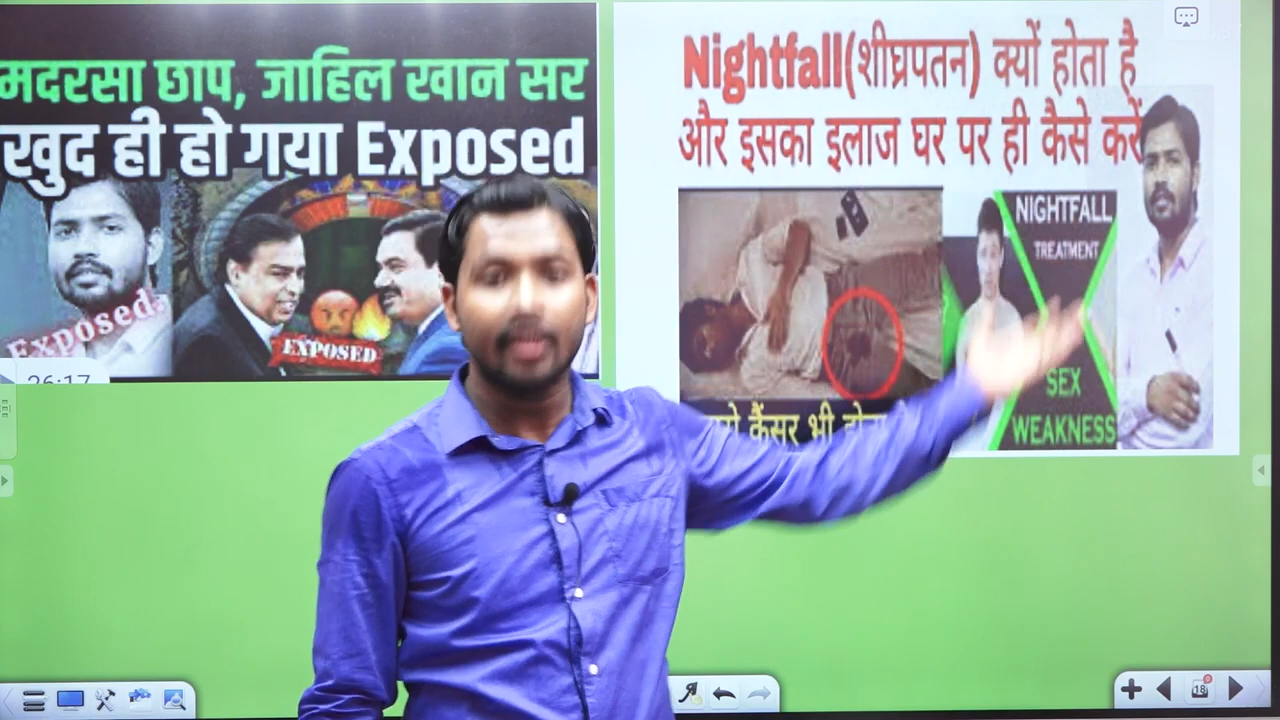 मदरसा छाप, जाहिल खान सर
खुद ही हो गया Exposed
Exposed.
EXPOSED
26:17
Nightfall(शीघ्रपतन) क्यों होता है
और इसका इलाज घर पर ही कैसे करें
NIGHTFALL
TREATMENT
SEX
WEAKNESS
कैंसर भी होता
18